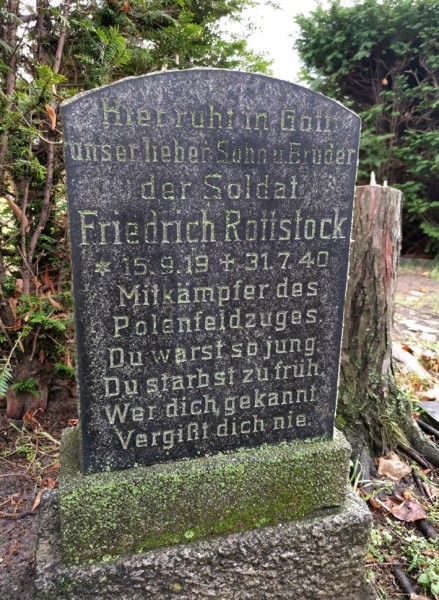 Hier ruht in Gott
unser lieber Sohn u. Bruder
der Soldat
Friedrich Rottstock
* 15.9.19 + 31.7.40
Mitkämpfer des
Polenfeldzuges.
Du warst so jung
Du starbst zu früh
Wer dich, gekannt
Vergißt dich nie.